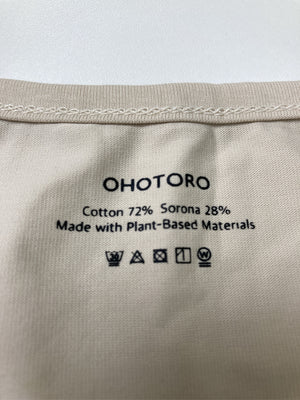 OHOTORO
Cotton 72% Sorona 28%
Made with Plant-Based Materials